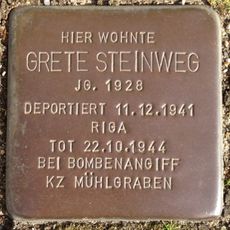 HIER WOHNTE
GRETE STEINWEG
JG. 1928
DEPORTIERT 11.12.1941
RIGA
TOT 22.10.1944
BEI BOMBENANGIFF
KZ MÜHLGRABEN